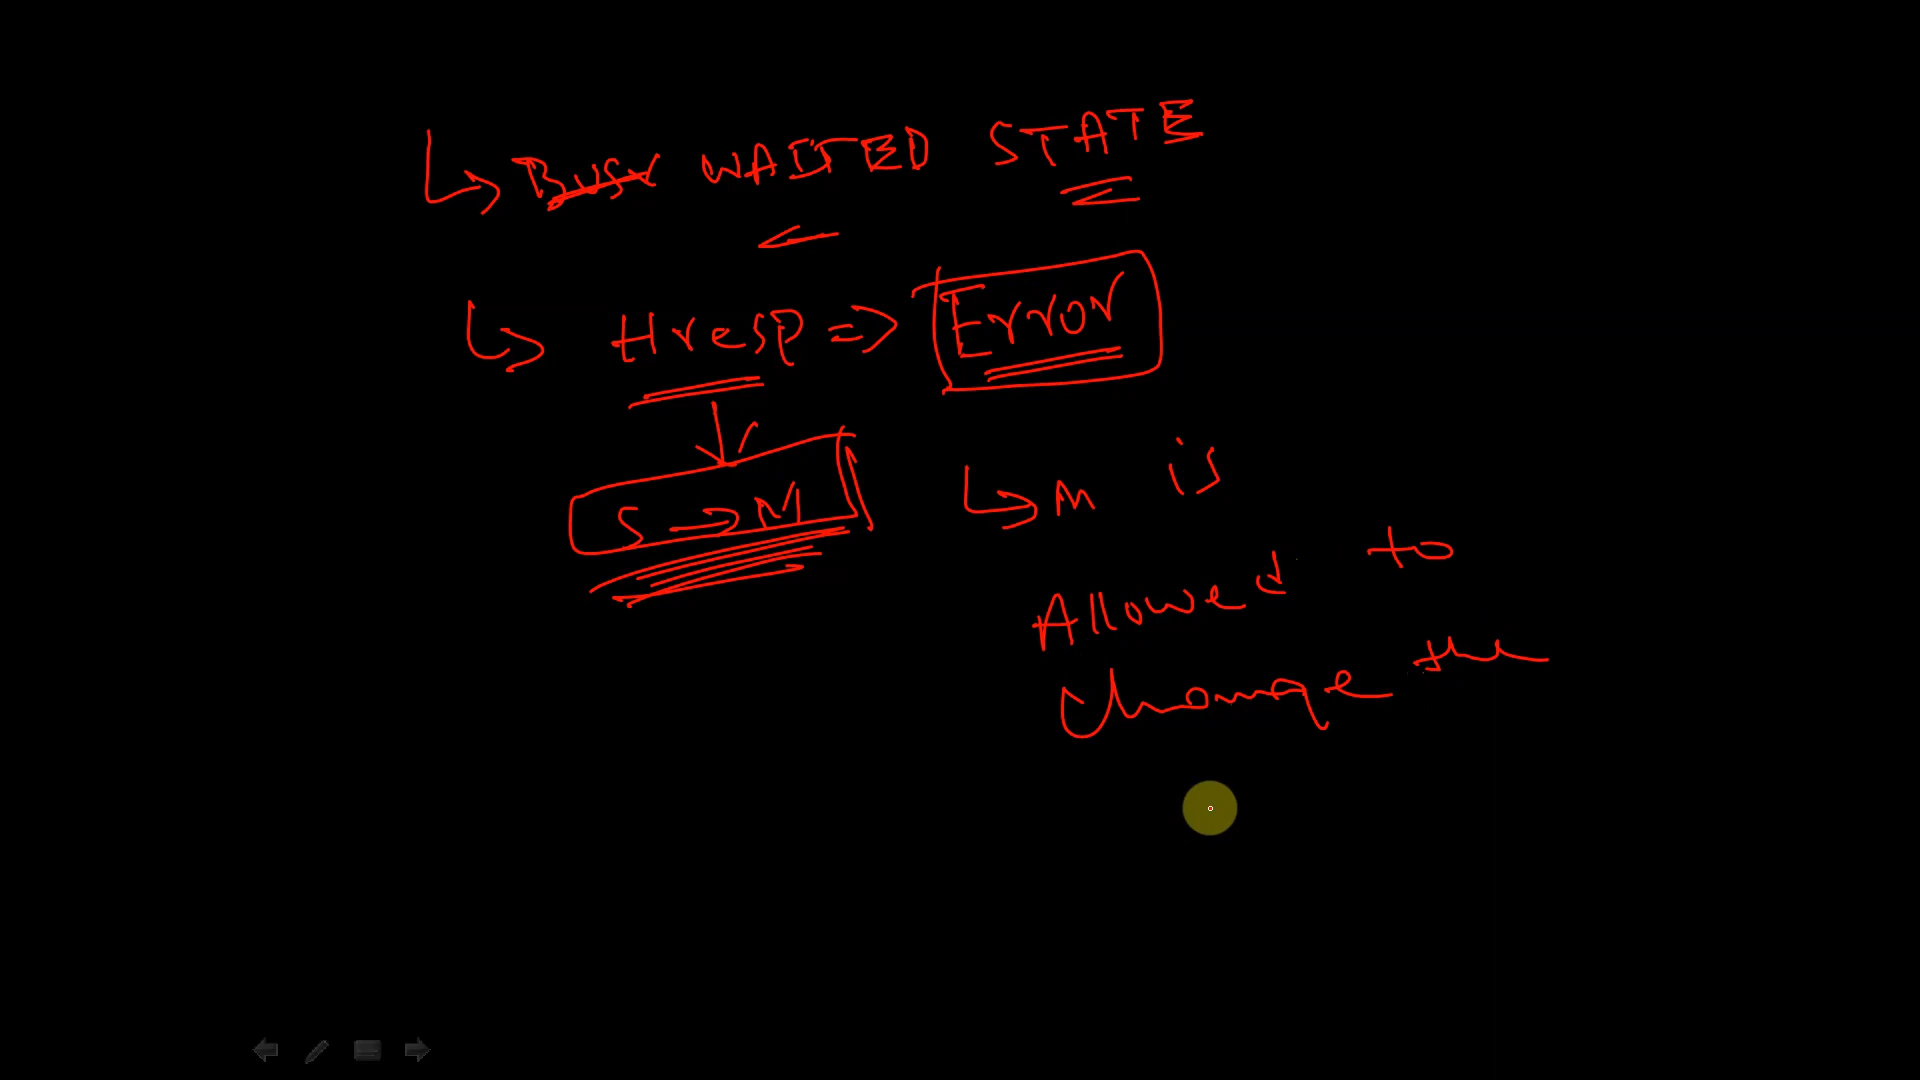 Busy WAITED STATE
Hresp => Error
S → M
M is
Allowed to
change the